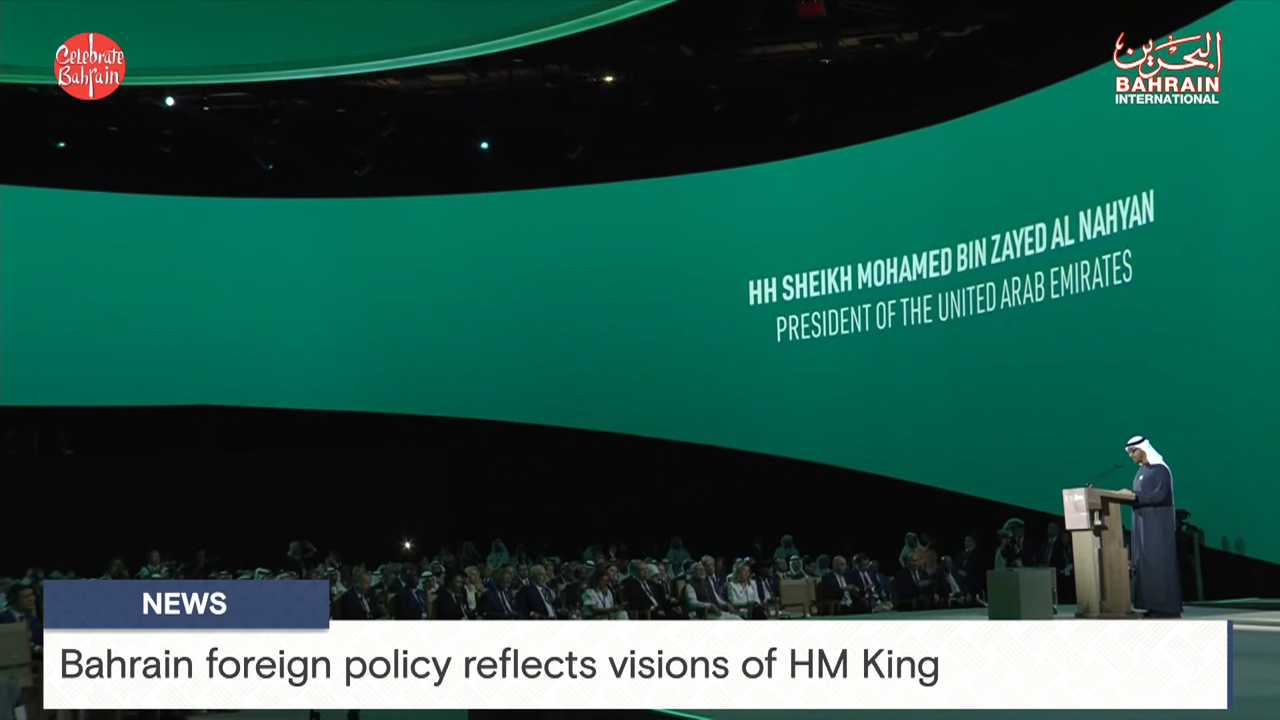 Celebrate
Bahrain
البحرين
BAHRAIN
INTERNATIONAL
HH SHEIKH MOHAMED BIN ZAYED AL NAHYAN
PRESIDENT OF THE UNITED ARAB EMIRATES
NEWS
Bahrain foreign policy reflects visions of HM King